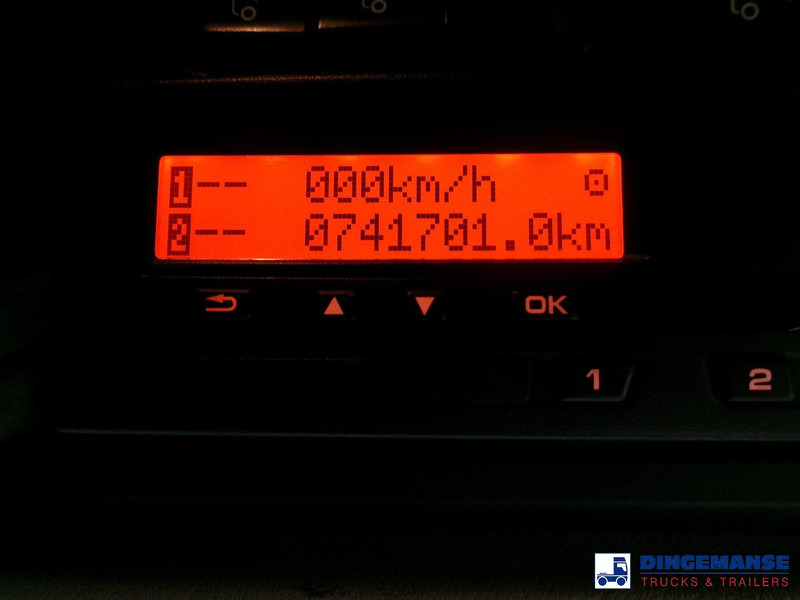 1-- 000km/h
2-- 0741701.0km
OK
1 2
DINGEMANSE
TRUCKS & TRAILERS